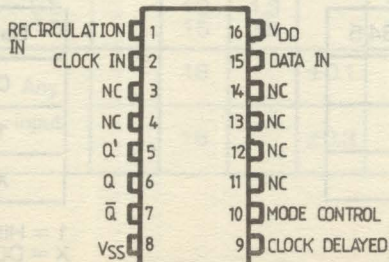 RECIRCULATION IN 1 16 VDD
CLOCK IN 2 15 DATA IN
NC 3 14 NC
NC 4 13 NC
Q' 5 12 NC
Q 6 11 NC
Q̅ 7 10 MODE CONTROL
VSS 8 9 CLOCK DELAYED